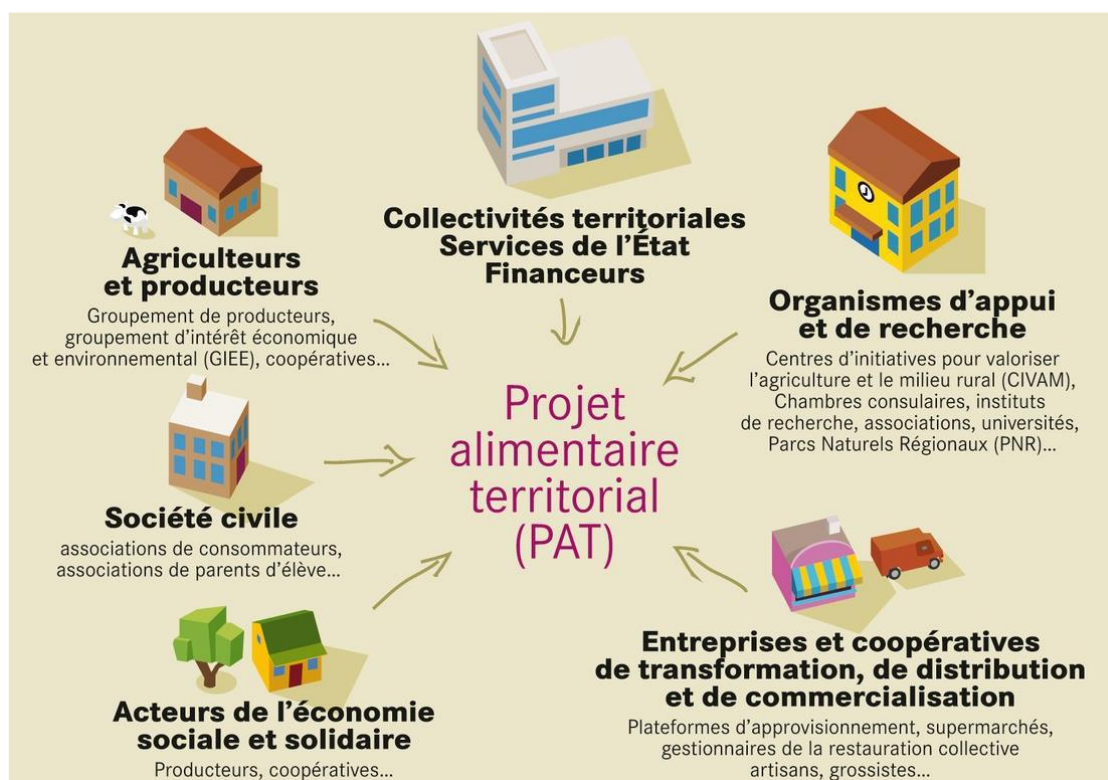 Collectivités territoriales
Services de l'État
Financeurs
Agriculteurs
et producteurs
Groupement de producteurs,
groupement d'intérêt économique
et environnemental (GIEE), coopératives...
Organismes d'appui
et de recherche
Centres d'initiatives pour valoriser
l'agriculture et le milieu rural (CIVAM),
Chambres consulaires, instituts
de recherche, associations, universités,
Parcs Naturels Régionaux (PNR)...
Projet
alimentaire
territorial
(PAT)
Société civile
associations de consommateurs,
associations de parents d'élève...
Acteurs de l'économie
sociale et solidaire
Producteurs, coopératives...
Entreprises et coopératives
de transformation, de distribution
et de commercialisation
Plateformes d'approvisionnement, supermarchés,
gestionnaires de la restauration collective
artisans, grossistes...